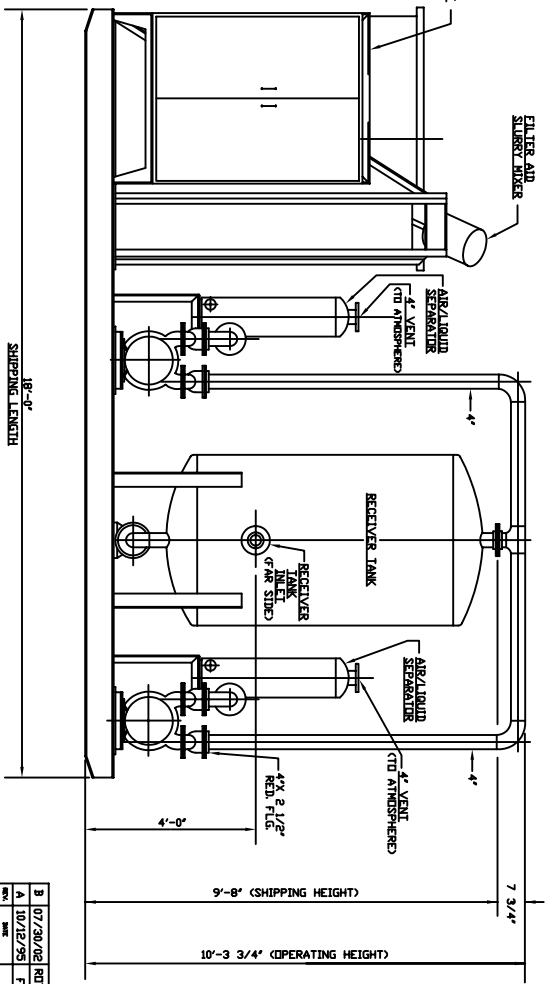 FILTER AID
SLURRY MIXER
AIR/LIQUID
SEPARATOR
4" VENT
(TO ATMOSPHERE)
4"
RECEIVER TANK
RECEIVER
TANK
INLET
(FAR SIDE)
AIR/LIQUID
SEPARATOR
4" VENT
(TO ATMOSPHERE)
4"
4"X 2 1/2"
RED. FLG.
18'-0"
SHIPPING LENGTH
4'-0"
9'-8" (SHIPPING HEIGHT)
7 3/4"
10'-3 3/4" (OPERATING HEIGHT)
B 07/30/02
A 10/12/95
REV. DATE